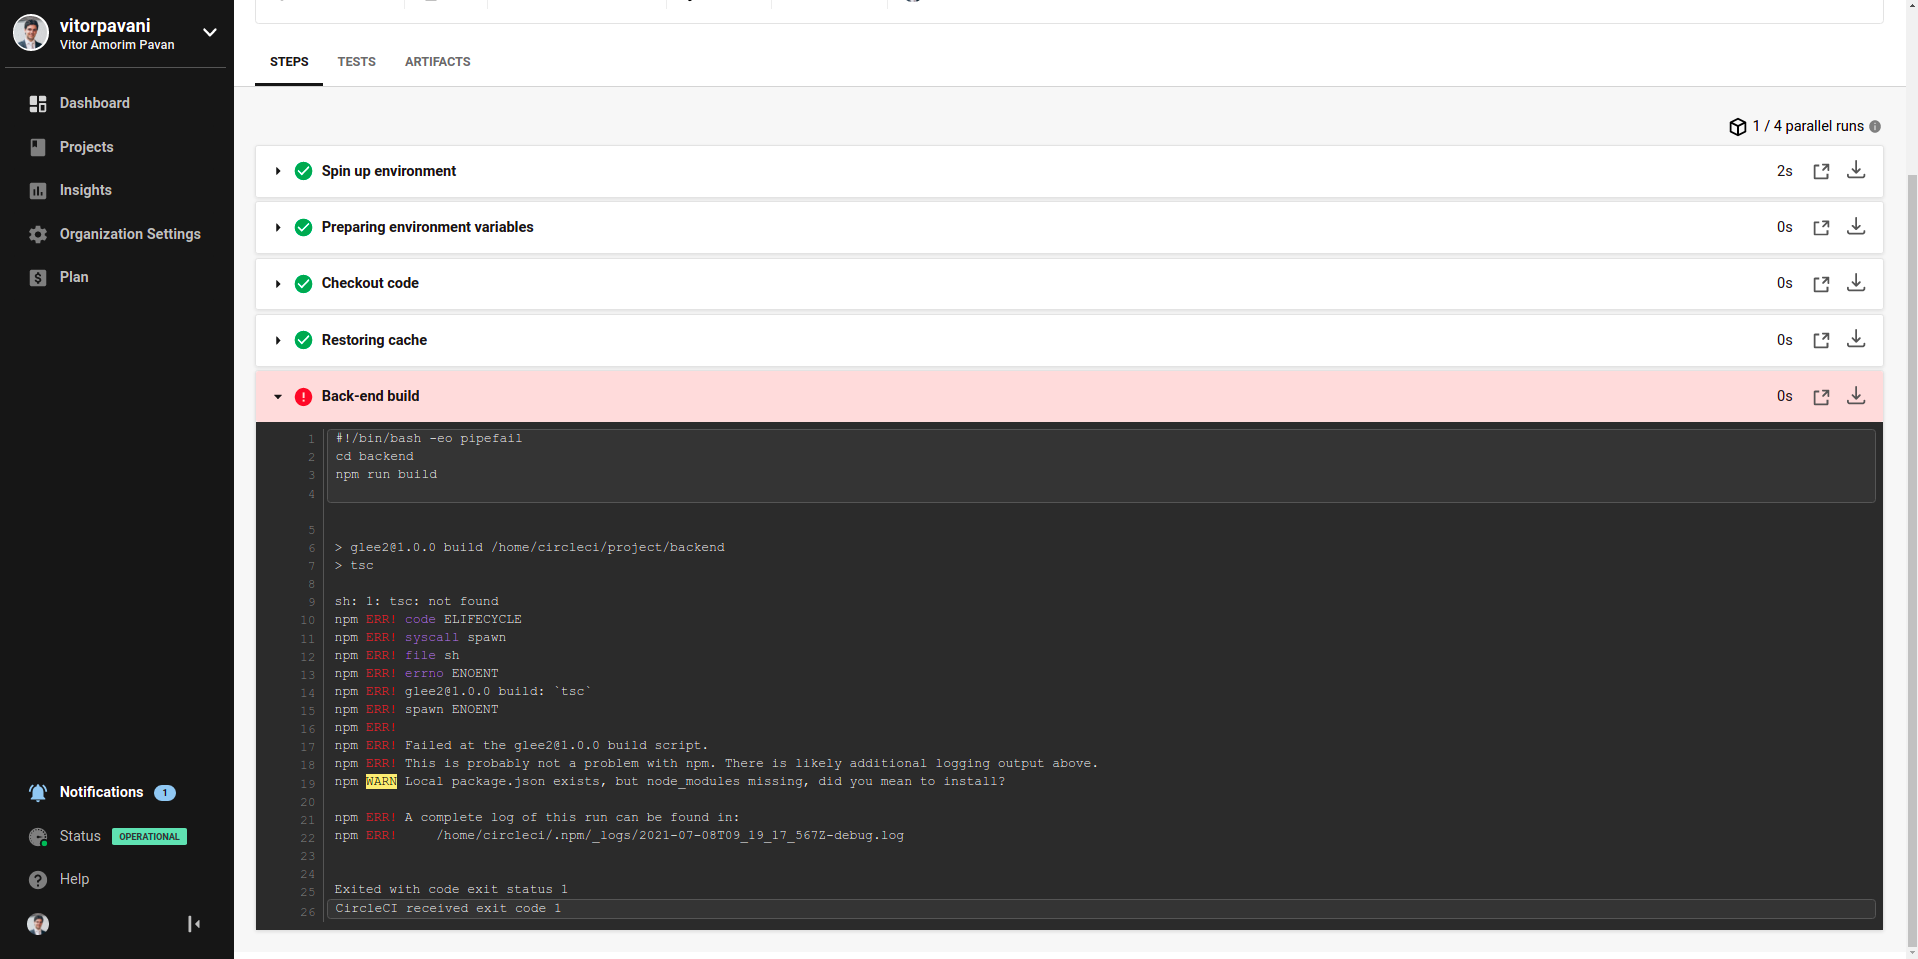 vitorpavani
Vitor Amorim Pavan
Dashboard
Projects
Insights
Organization Settings
Plan
Notifications 1
Status OPERATIONAL
Help
STEPS TESTS ARTIFACTS
1 / 4 parallel runs
Spin up environment 2s
Preparing environment variables 0s
Checkout code 0s
Restoring cache 0s
Back-end build 0s
1 #!/bin/bash -eo pipefail
2 cd backend
3 npm run build
4
5
6 > glee2@1.0.0 build /home/circleci/project/backend
7 > tsc
8
9 sh: 1: tsc: not found
10 npm ERR! code ELIFECYCLE
11 npm ERR! syscall spawn
12 npm ERR! file sh
13 npm ERR! errno ENOENT
14 npm ERR! glee2@1.0.0 build: `tsc`
15 npm ERR! spawn ENOENT
16 npm ERR!
17 npm ERR! Failed at the glee2@1.0.0 build script.
18 npm ERR! This is probably not a problem with npm. There is likely additional logging output above.
19 npm WARN Local package.json exists, but node_modules missing, did you mean to install?
20
21 npm ERR! A complete log of this run can be found in:
22 npm ERR!     /home/circleci/.npm/_logs/2021-07-08T09_19_17_567Z-debug.log
23
24
25 Exited with code exit status 1
26 CircleCI received exit code 1